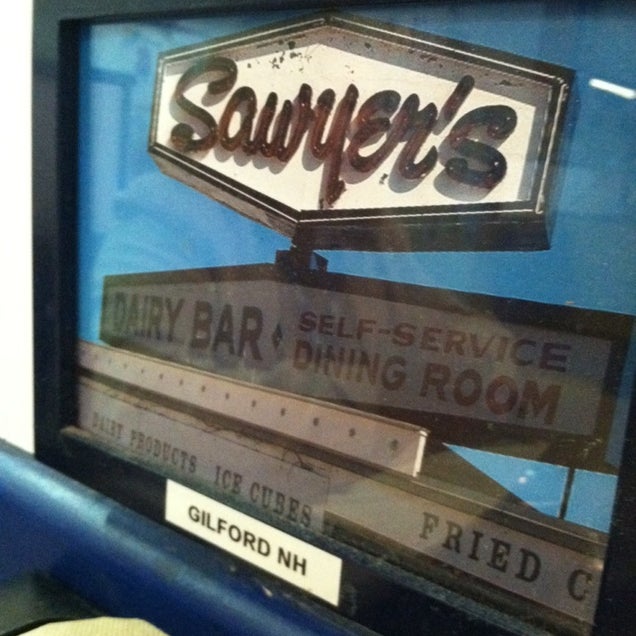 Sawyer's
DAIRY BAR ♦ SELF-SERVICE
DINING ROOM
DAIRY PRODUCTS ICE CUBES
FRIED C
GILFORD NH